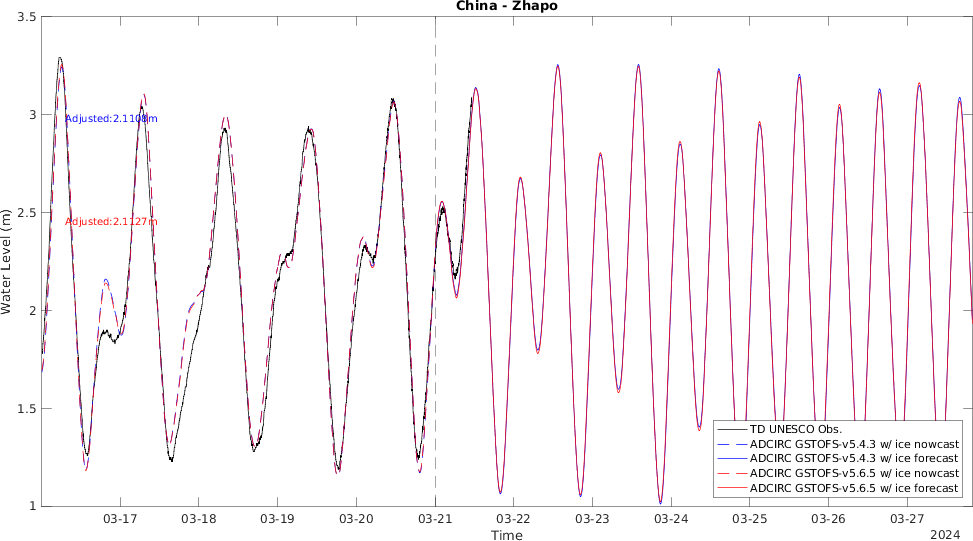 China - Zhapo
3.5
3
2.5
2
1.5
1
Water Level (m)
Adjusted:2.1108m
Adjusted:2.1127m
TD UNESCO Obs.
ADCIRC GSTOFS-v5.4.3 w/ ice nowcast
ADCIRC GSTOFS-v5.4.3 w/ ice forecast
ADCIRC GSTOFS-v5.6.5 w/ ice nowcast
ADCIRC GSTOFS-v5.6.5 w/ ice forecast
03-17 03-18 03-19 03-20 03-21 03-22 03-23 03-24 03-25 03-26 03-27
Time
2024